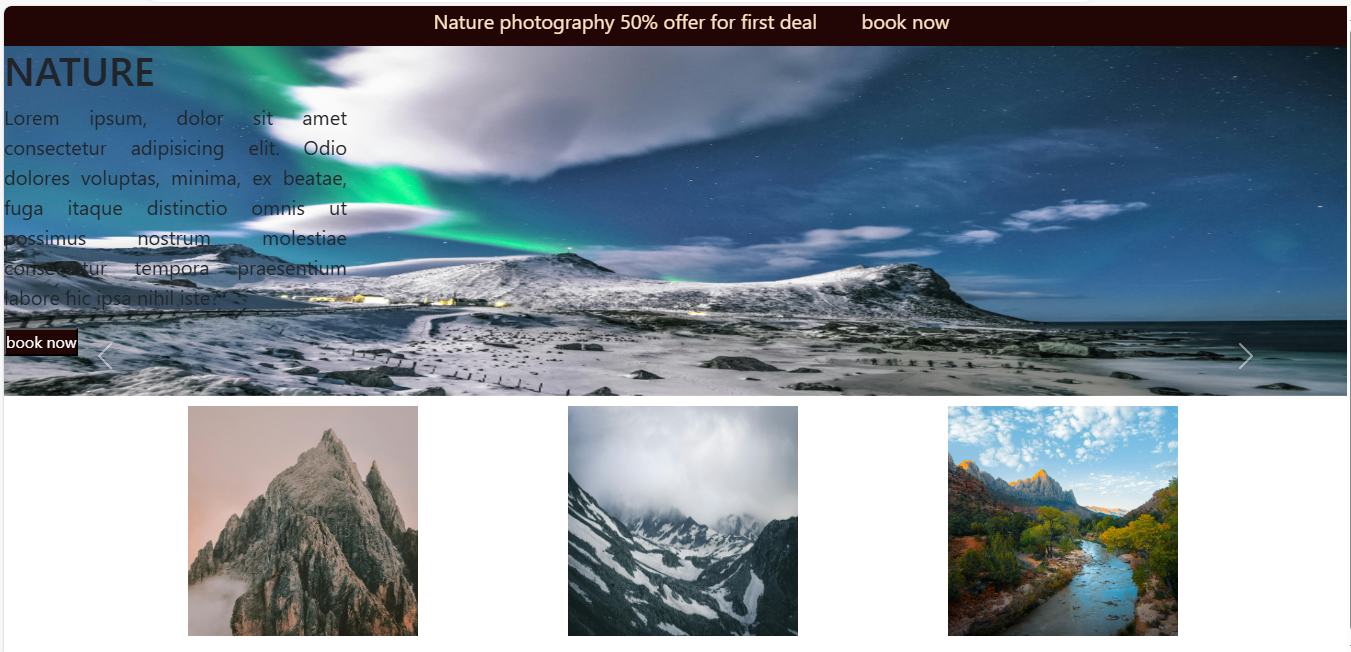 Nature photography 50% offer for first deal book now
NATURE
Lorem ipsum, dolor sit amet
consectetur adipisicing elit. Odio
dolores voluptas, minima, ex beatae,
fuga itaque distinctio omnis ut
possimus nostrum molestiae
consectetur tempora praesentium
labore hic ipsa nihil iste?
book now